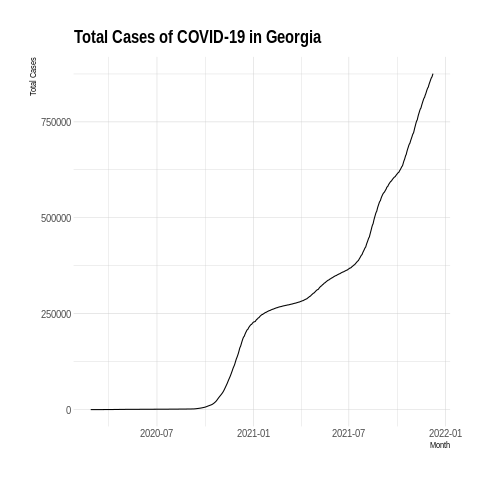 Total Cases of COVID-19 in Georgia
Total Cases
750000
500000
250000
0
2020-07
2021-01
2021-07
2022-01
Month